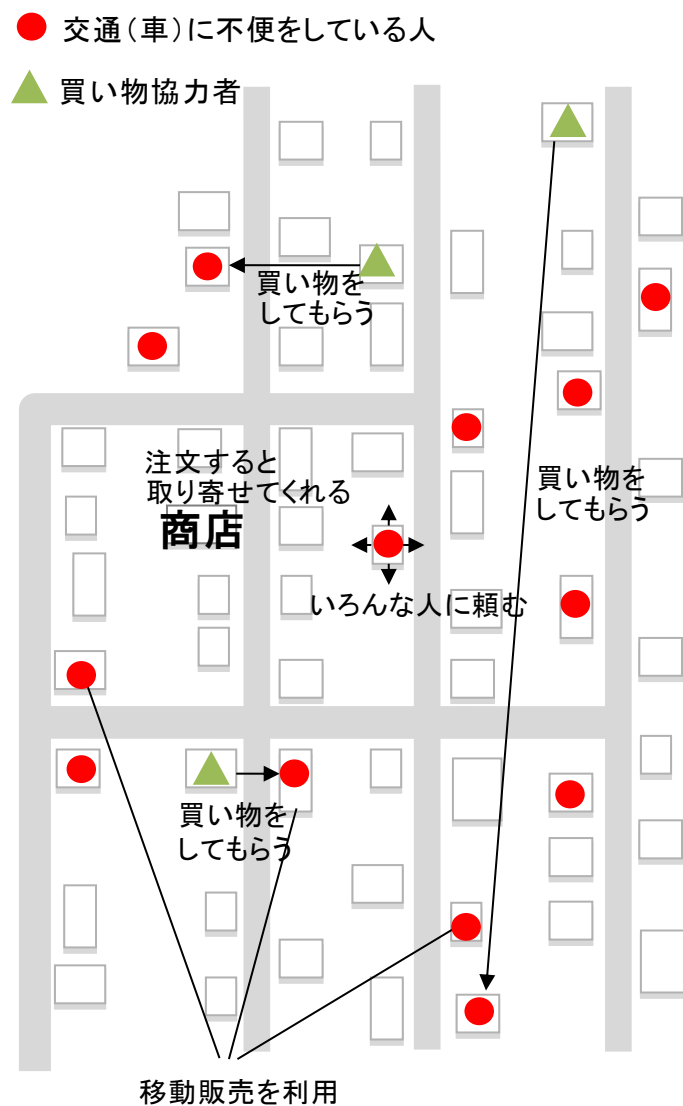 交通（車）に不便をしている人
買い物協力者
買い物を
してもらう
注文すると
取り寄せてくれる
商店
買い物を
してもらう
いろんな人に頼む
買い物を
してもらう
移動販売を利用